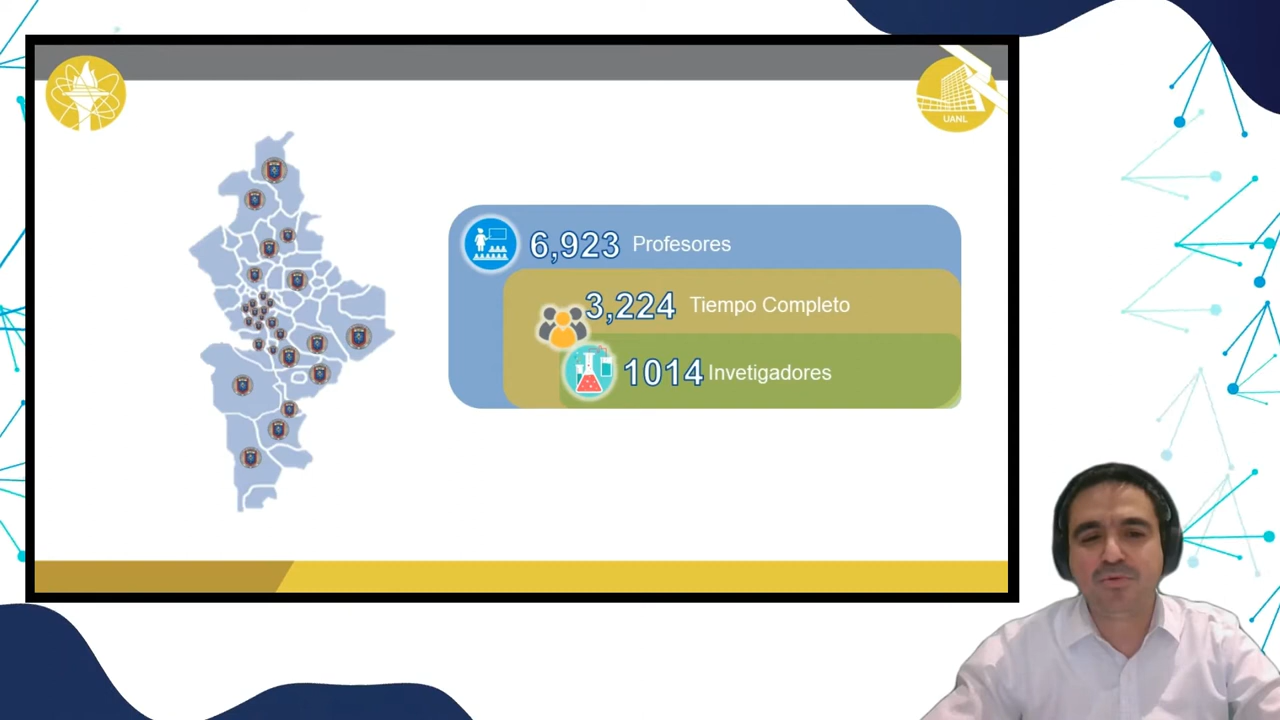 UANL
6,923 Profesores
3,224 Tiempo Completo
1014 Invetigadores